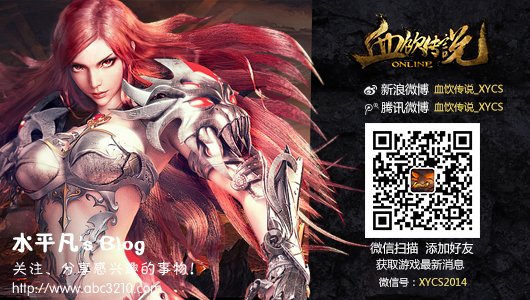 血饮传说
ONLINE
新浪微博 血饮传说_XYCS
腾讯微博 血饮传说_XYCS
微信扫描 添加好友
获取游戏最新消息
微信号：XYCS2014
水平凡's Blog
关注、分享感兴趣的事物！
http://www.abc3210.com